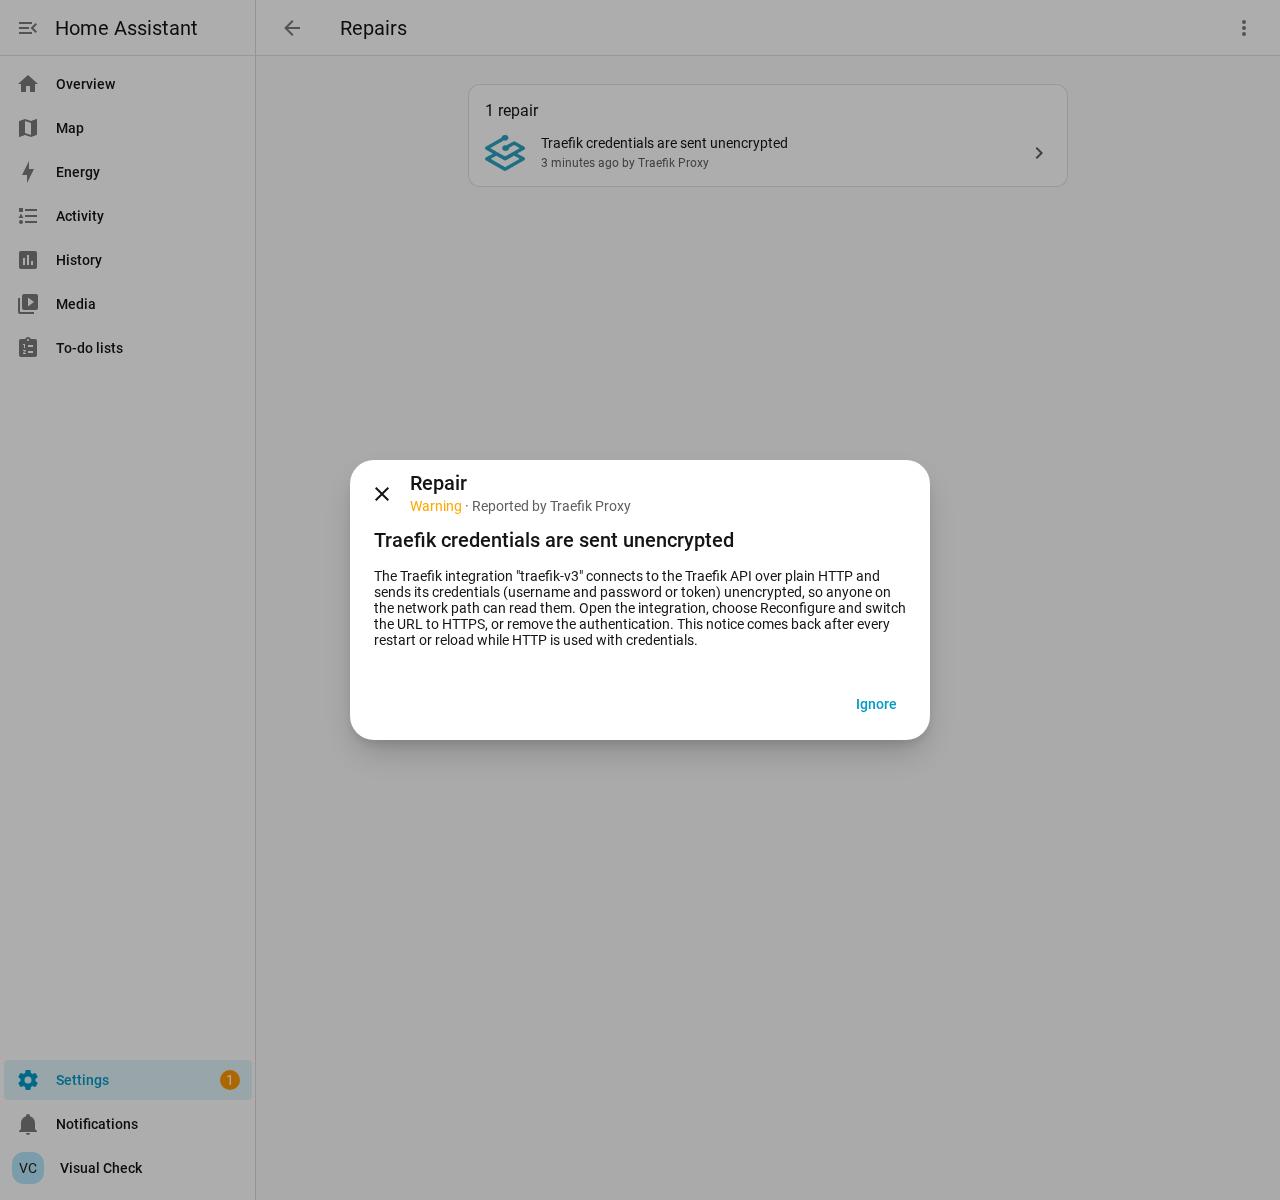 Home Assistant
Repairs
Overview
Map
Energy
Activity
History
Media
To-do lists
1 repair
Traefik credentials are sent unencrypted
3 minutes ago by Traefik Proxy
Repair
Warning · Reported by Traefik Proxy
Traefik credentials are sent unencrypted
The Traefik integration "traefik-v3" connects to the Traefik API over plain HTTP and
sends its credentials (username and password or token) unencrypted, so anyone on
the network path can read them. Open the integration, choose Reconfigure and switch
the URL to HTTPS, or remove the authentication. This notice comes back after every
restart or reload while HTTP is used with credentials.
Ignore
Settings
1
Notifications
VC
Visual Check